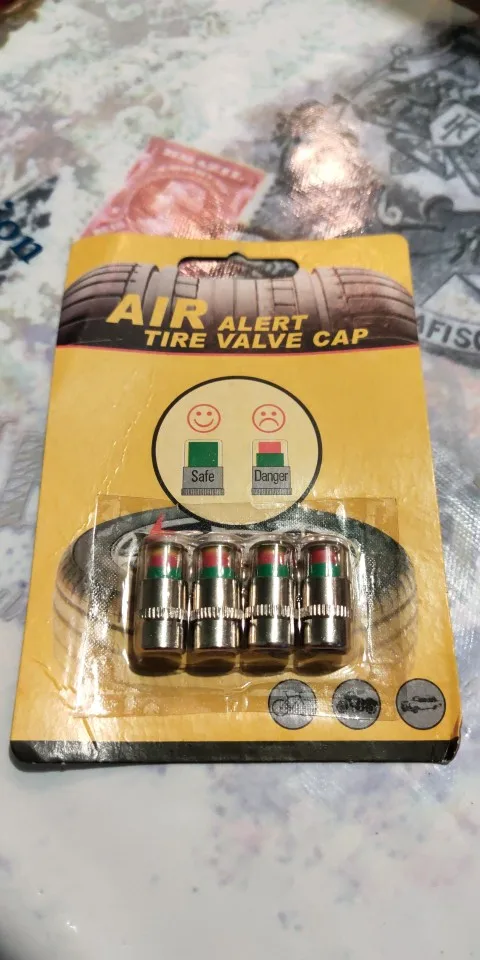 AIR ALERT
TIRE VALVE CAP
Safe
Danger